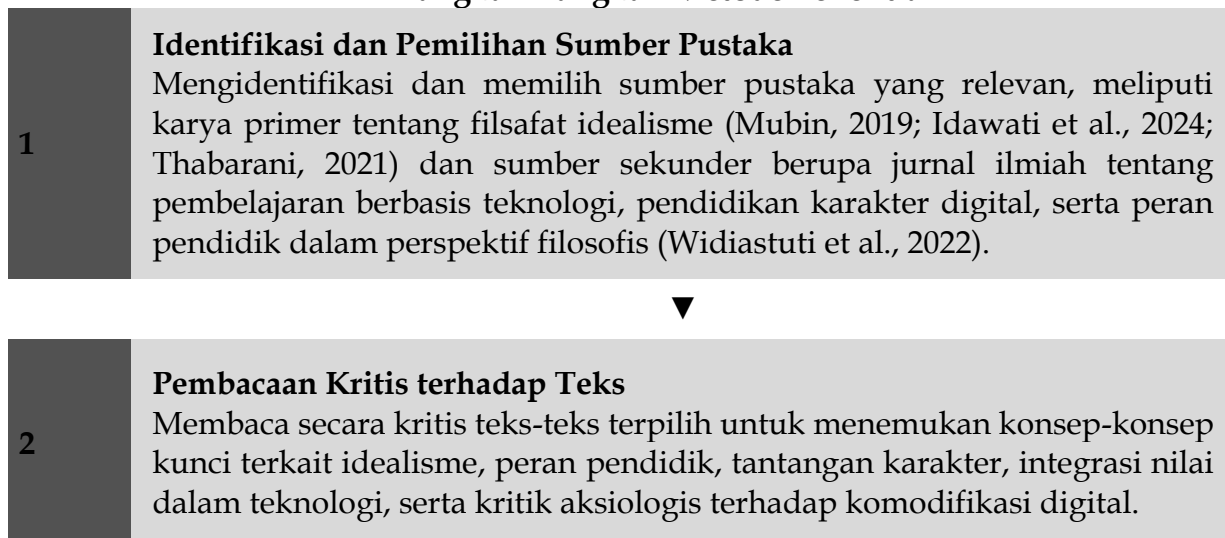 Identifikasi dan Pemilihan Sumber Pustaka
Mengidentifikasi dan memilih sumber pustaka yang relevan, meliputi
1 karya primer tentang filsafat idealisme (Mubin, 2019; Idawati et al., 2024;
Thabarani, 2021) dan sumber sekunder berupa jurnal ilmiah tentang
pembelajaran berbasis teknologi, pendidikan karakter digital, serta peran
pendidik dalam perspektif filosofis (Widiastuti et al., 2022).
▼
Pembacaan Kritis terhadap Teks
Membaca secara kritis teks-teks terpilih untuk menemukan konsep-konsep
2 kunci terkait idealisme, peran pendidik, tantangan karakter, integrasi nilai
dalam teknologi, serta kritik aksiologis terhadap komodifikasi digital.